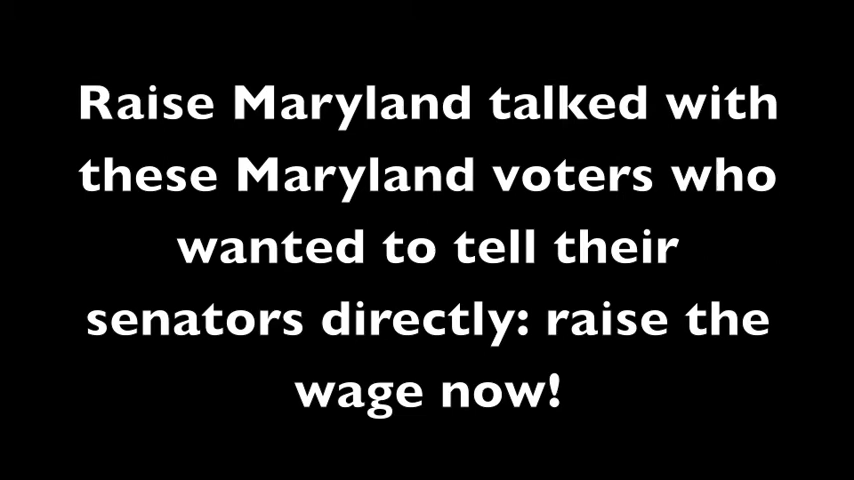 Raise Maryland talked with
these Maryland voters who
wanted to tell their
senators directly: raise the
wage now!